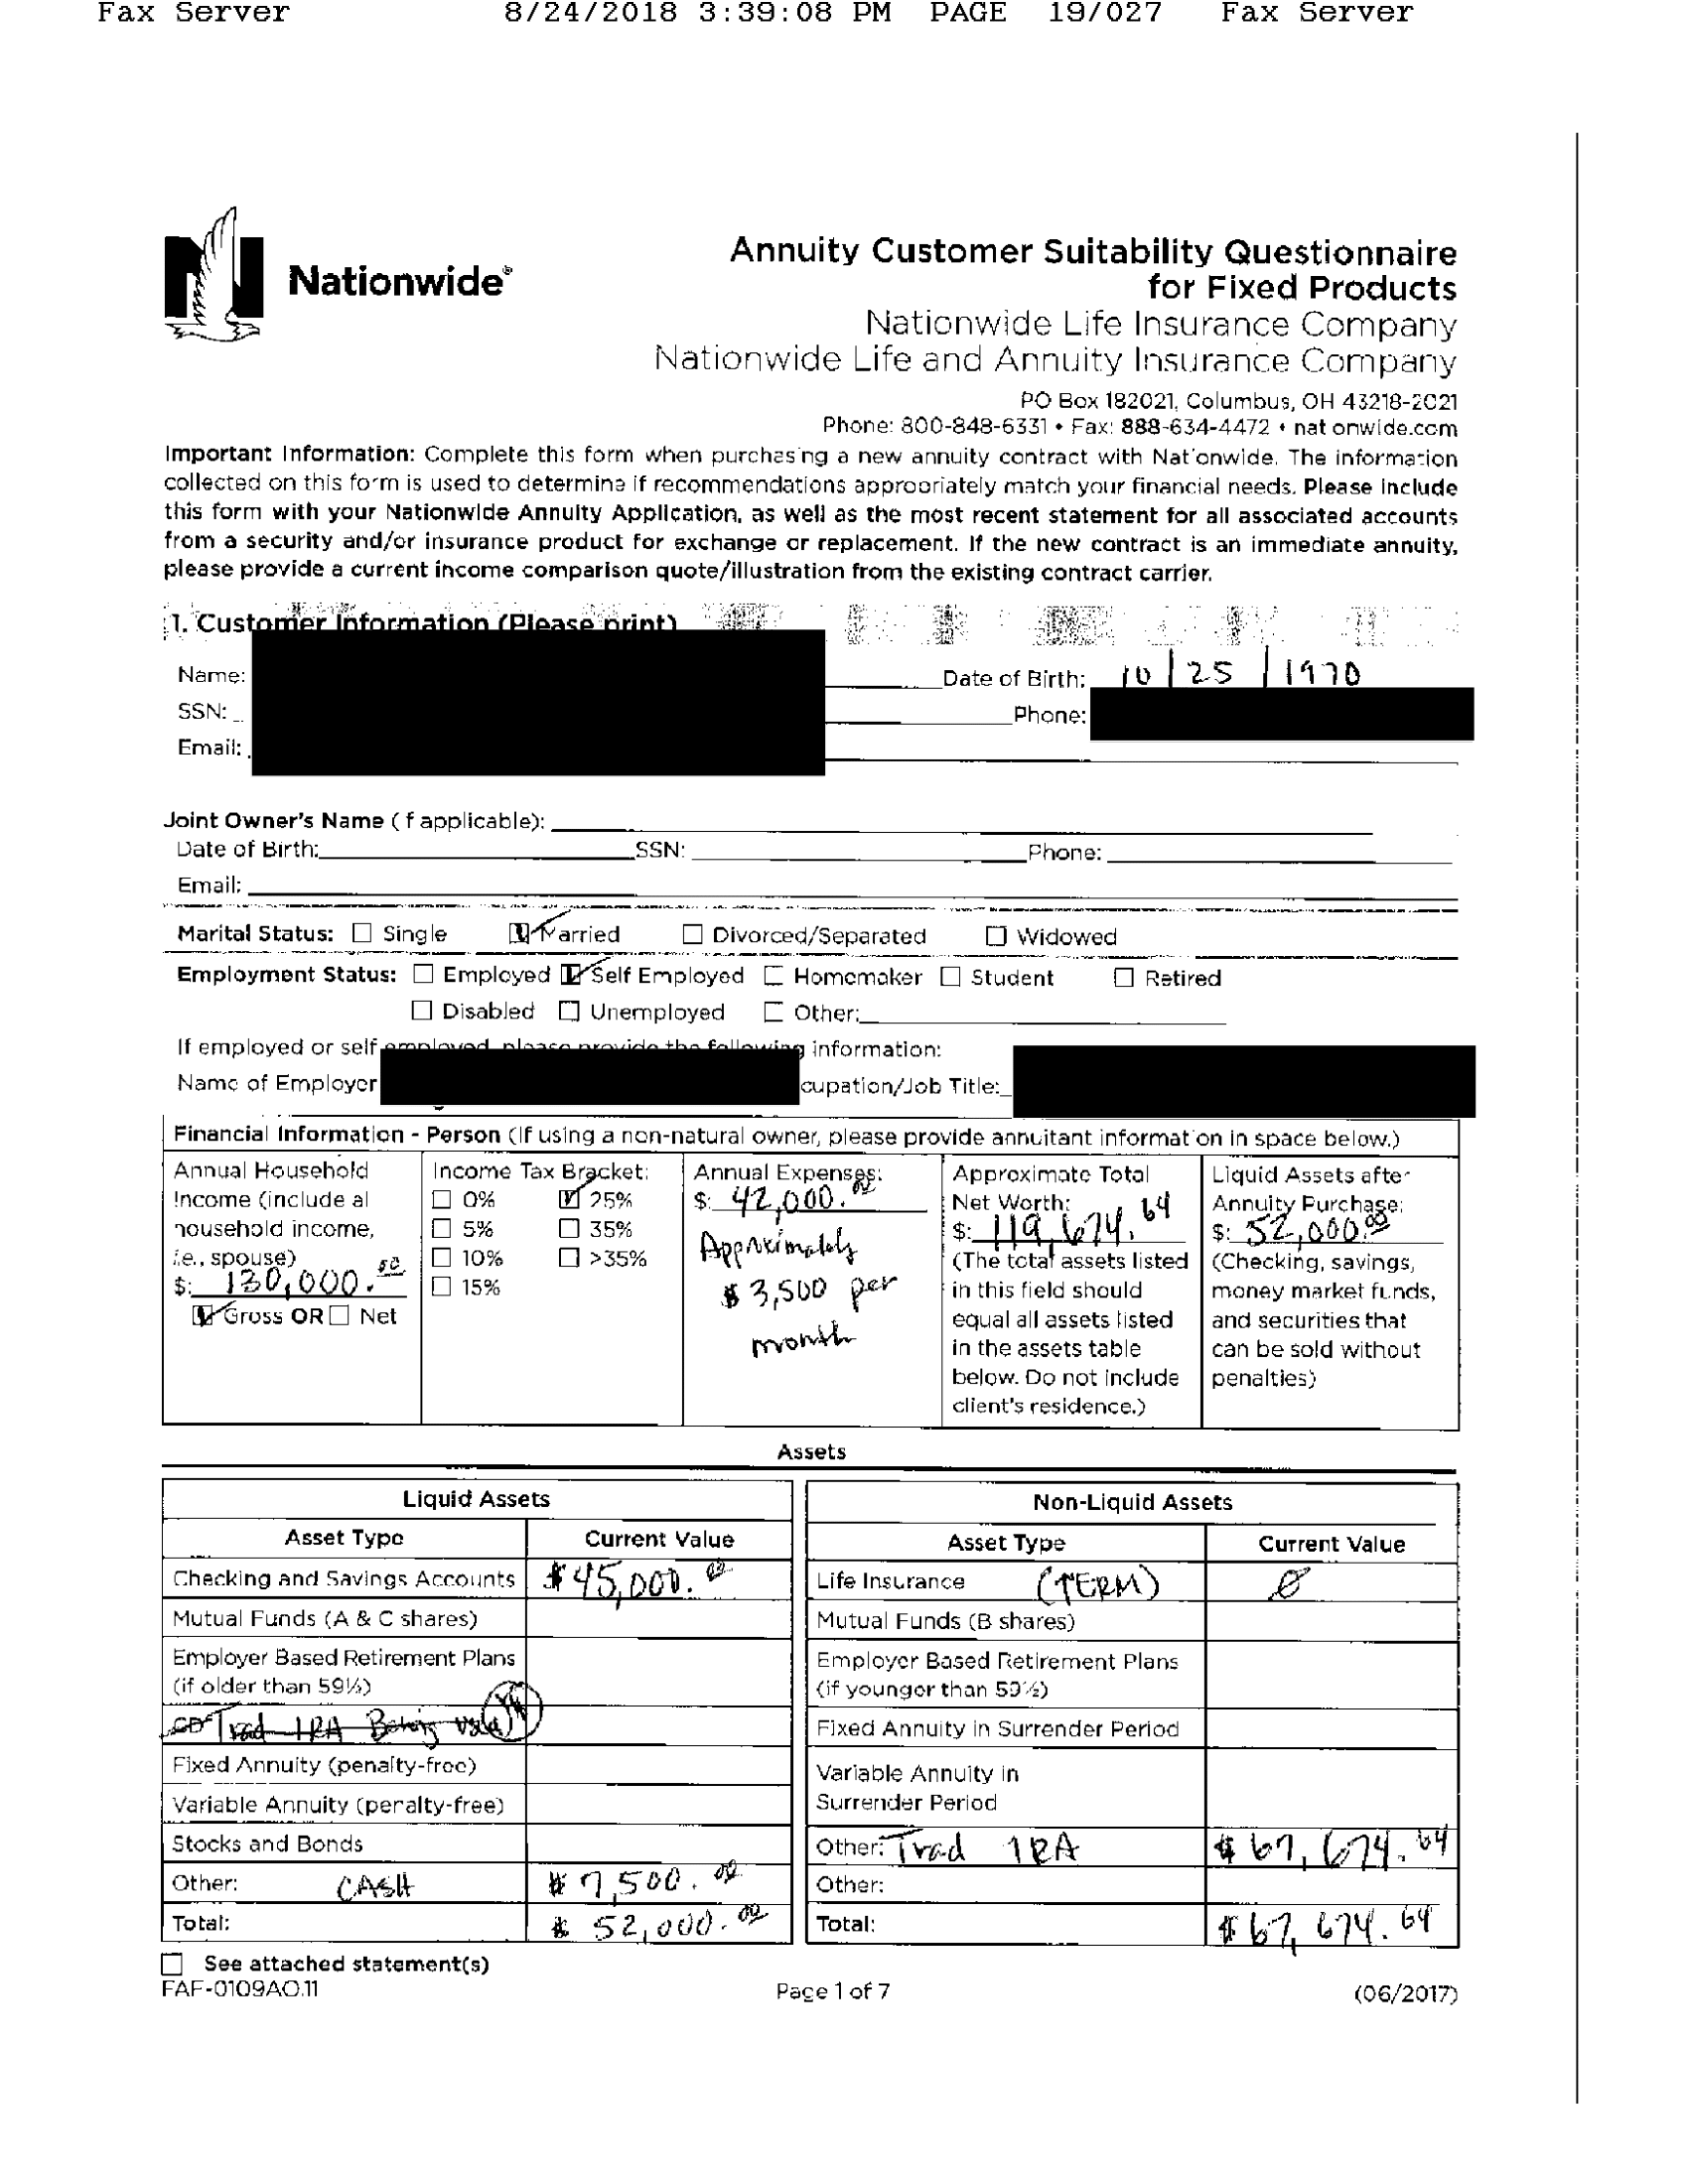 Fax Server 8/24/2018 3:39:08 PM PAGE 19/027 Fax Server
Nationwide®
Annuity Customer Suitability Questionnaire
for Fixed Products
Nationwide Life Insurance Company
Nationwide Life and Annuity Insurance Company
PO Box 182021, Columbus, OH 43218-2021
Phone: 800-848-6331 • Fax: 888-634-4472 • nationwide.com
Important Information: Complete this form when purchasing a new annuity contract with Nationwide. The information
collected on this form is used to determine if recommendations appropriately match your financial needs. Please include
this form with your Nationwide Annuity Application, as well as the most recent statement for all associated accounts
from a security and/or insurance product for exchange or replacement. If the new contract is an immediate annuity,
please provide a current income comparison quote/illustration from the existing contract carrier.
1. Customer Information (Please print)
Name: Date of Birth: 10/25/1970
SSN: Phone:
Email:
Joint Owner's Name (if applicable):
Date of Birth: SSN: Phone:
Email:
Marital Status: ☐ Single ☑ Married ☐ Divorced/Separated ☐ Widowed
Employment Status: ☐ Employed ☑ Self Employed ☐ Homemaker ☐ Student ☐ Retired
☐ Disabled ☐ Unemployed ☐ Other:
If employed or self employed, please provide the following information:
Name of Employer cupation/Job Title:
Financial Information - Person (If using a non-natural owner, please provide annuitant information in space below.)
Annual Household
Income (include al
household income,
i.e., spouse)
$: 130,000.
☑ Gross OR ☐ Net
Income Tax Bracket:
☐ 0% ☑ 25%
☐ 5% ☐ 35%
☐ 10% ☐ >35%
☐ 15%
Annual Expenses:
$: 42,000.00
Approximately
$3,500 per
month
Approximate Total
Net Worth:
$: 119,674.64
(The total assets listed
in this field should
equal all assets listed
in the assets table
below. Do not include
client's residence.)
Liquid Assets after
Annuity Purchase:
$: 52,000.00
(Checking, savings,
money market funds,
and securities that
can be sold without
penalties)
Assets
Liquid Assets
Asset Type Current Value
Checking and Savings Accounts $45,000.00
Mutual Funds (A & C shares)
Employer Based Retirement Plans
(if older than 59½)
CD Trad IRA Being
Fixed Annuity (penalty-free)
Variable Annuity (penalty-free)
Stocks and Bonds
Other: CASH $7,500.00
Total: $52,000.00
Non-Liquid Assets
Asset Type Current Value
Life Insurance (TERM) 0
Mutual Funds (B shares)
Employer Based Retirement Plans
(if younger than 59½)
Fixed Annuity in Surrender Period
Variable Annuity in
Surrender Period
Other: Trad IRA $67,674.64
Other:
Total: $67,674.64
☐ See attached statement(s)
FAF-0109AO.11 Page 1 of 7 (06/2017)